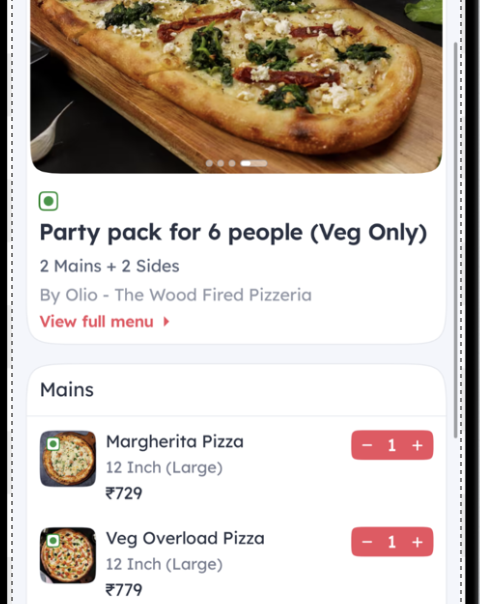 Party pack for 6 people (Veg Only)
2 Mains + 2 Sides
By Olio - The Wood Fired Pizzeria
View full menu
Mains
Margherita Pizza
− 1 +
12 Inch (Large)
₹729
Veg Overload Pizza
− 1 +
12 Inch (Large)
₹779